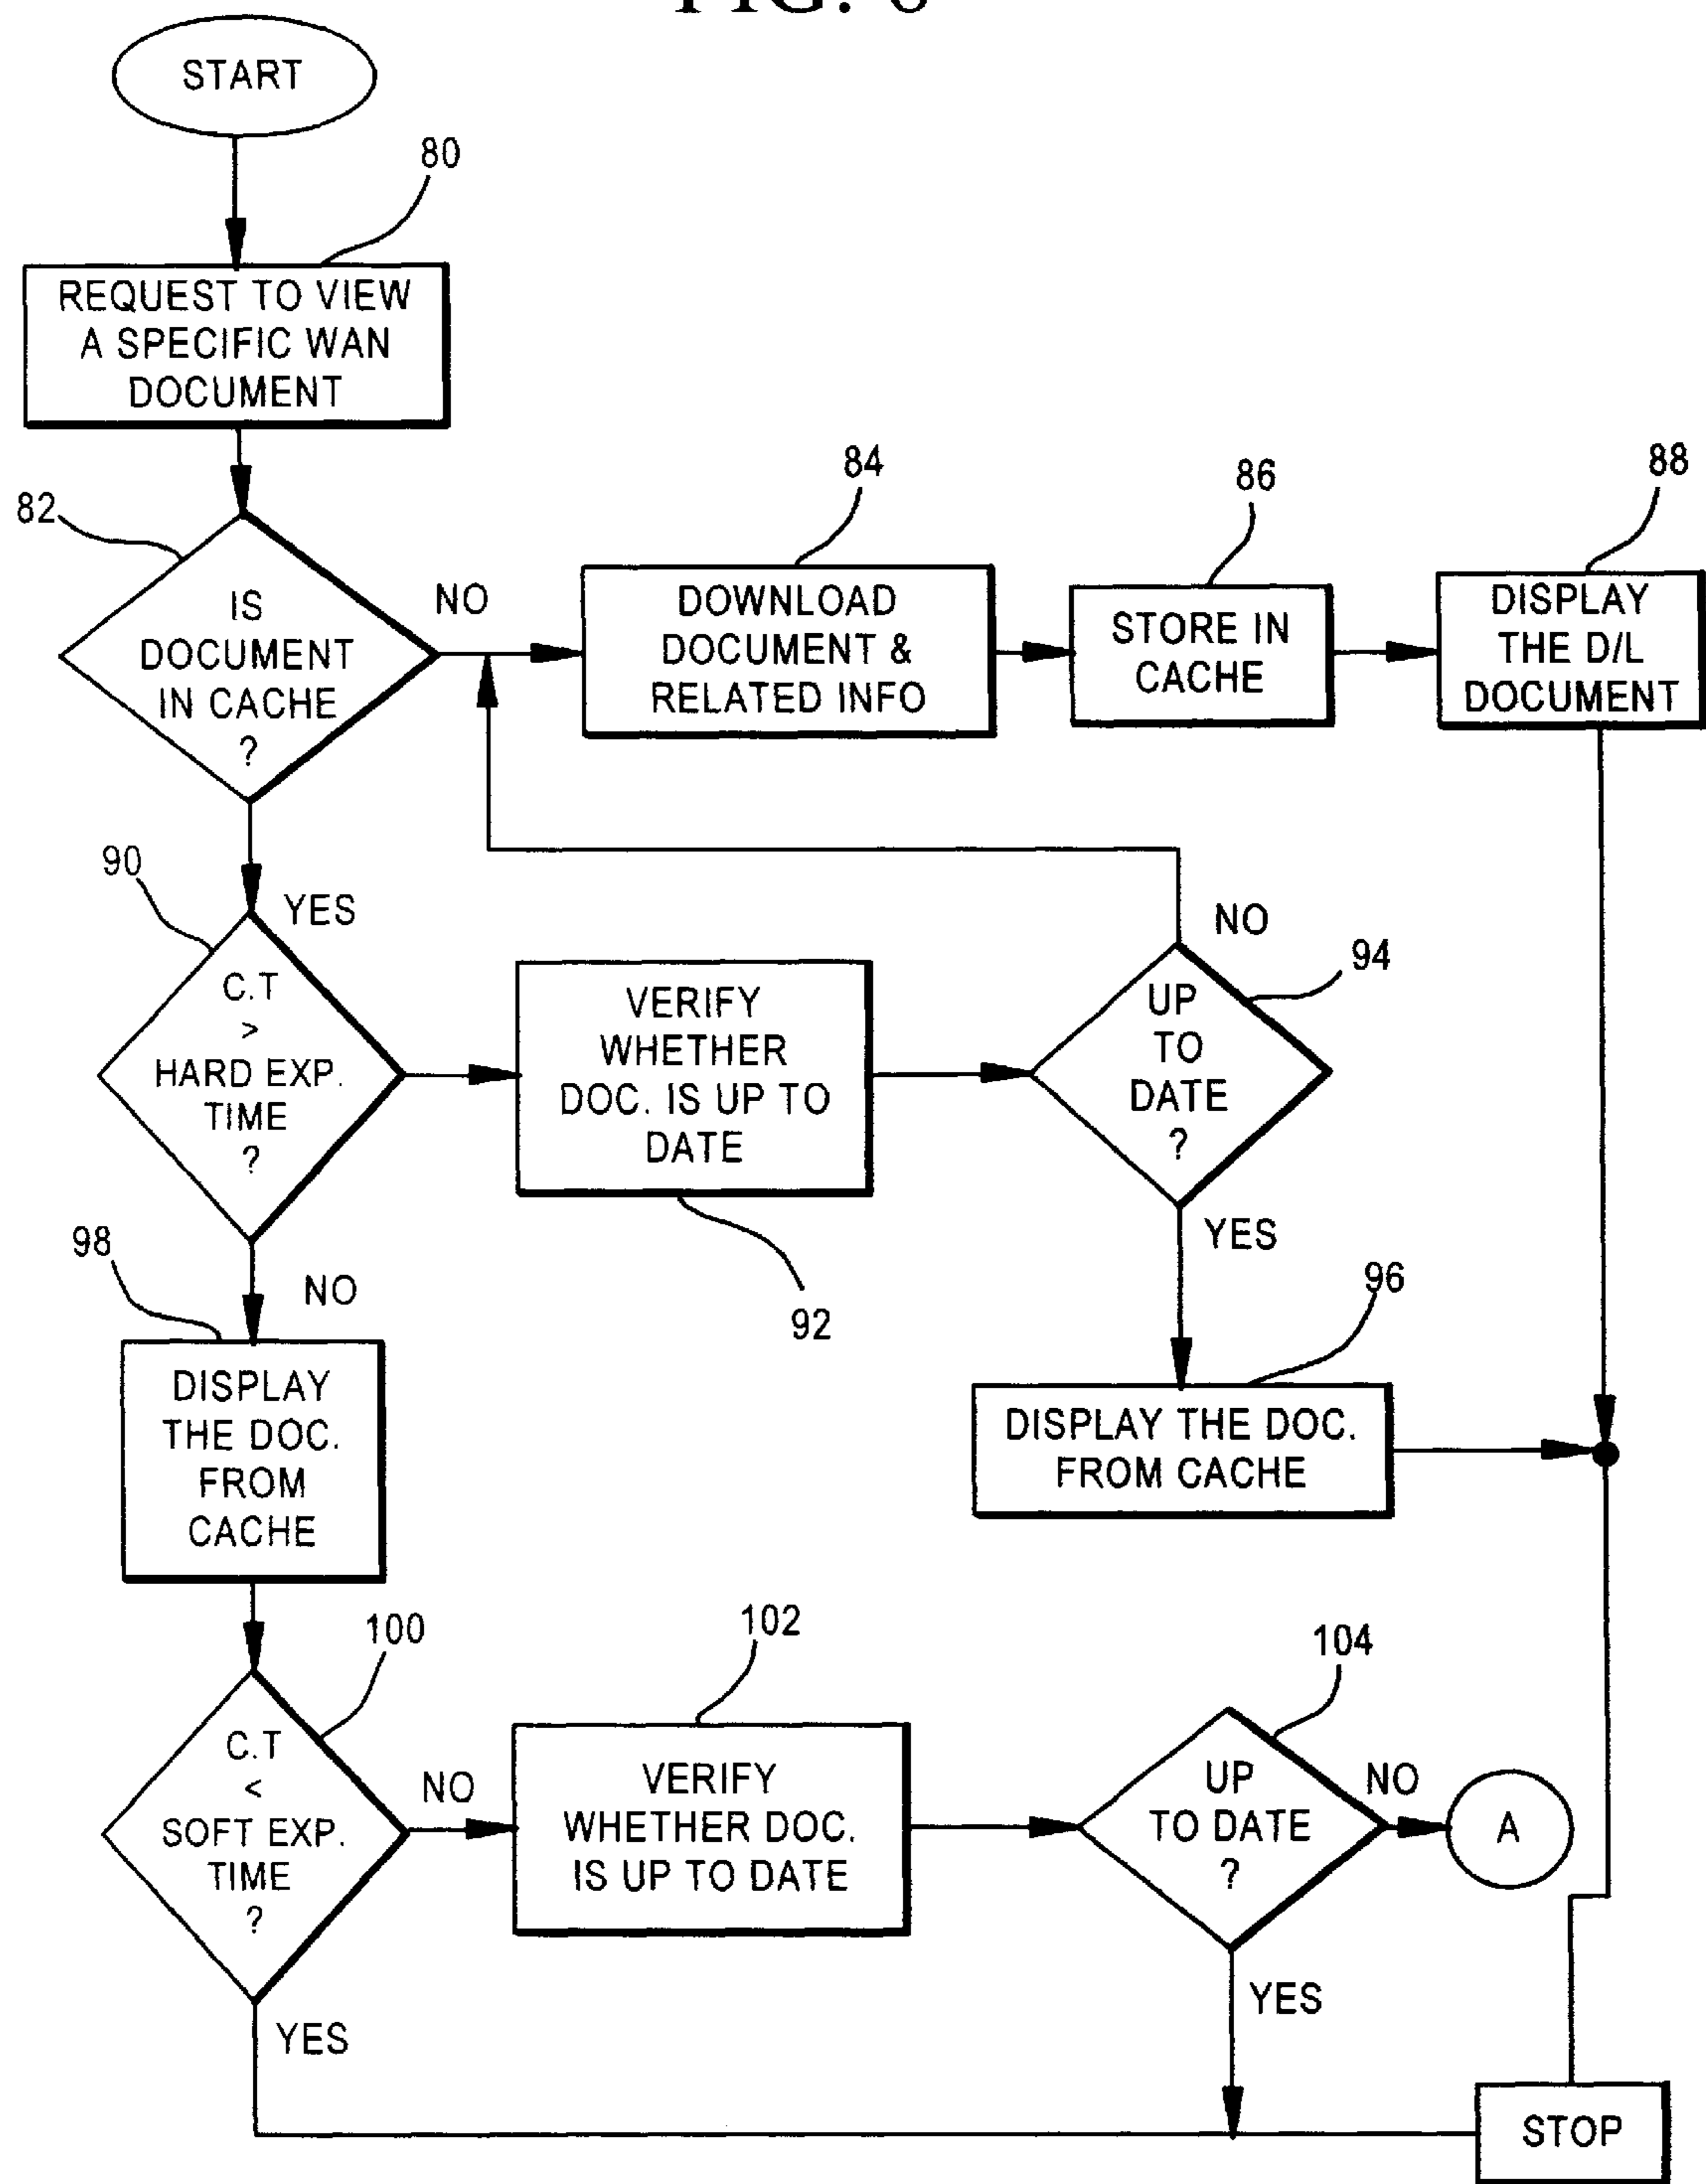 START
80
REQUEST TO VIEW
A SPECIFIC WAN
DOCUMENT
82
IS
DOCUMENT
IN CACHE
?
NO
84
DOWNLOAD
DOCUMENT &
RELATED INFO
86
STORE IN
CACHE
88
DISPLAY
THE D/L
DOCUMENT
90
YES
C.T
>
HARD EXP.
TIME
?
VERIFY
WHETHER
DOC. IS UP TO
DATE
92
NO
94
UP
TO
DATE
?
YES
96
DISPLAY THE DOC.
FROM CACHE
98
NO
DISPLAY
THE DOC.
FROM
CACHE
100
C.T
<
SOFT EXP.
TIME
?
NO
102
VERIFY
WHETHER DOC.
IS UP TO DATE
104
UP
TO DATE
?
NO
A
YES
YES
STOP